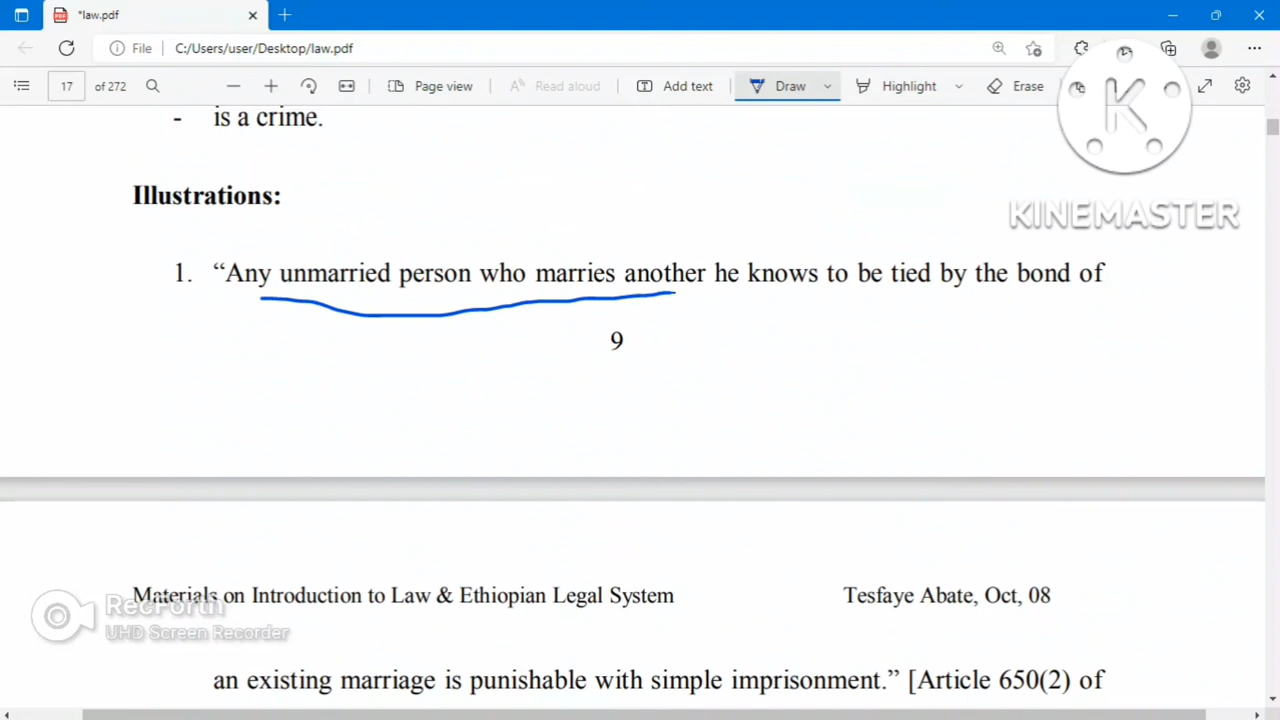 *law.pdf
File
C:/Users/user/Desktop/law.pdf
17 of 272
Page view
Read aloud
Add text
Draw
Highlight
Erase
K
KINEMASTER
- is a crime.
Illustrations:
1. “Any unmarried person who marries another he knows to be tied by the bond of
9
Materials on Introduction to Law & Ethiopian Legal System Tesfaye Abate, Oct, 08
RecForth
UHD Screen Recorder
an existing marriage is punishable with simple imprisonment.” [Article 650(2) of